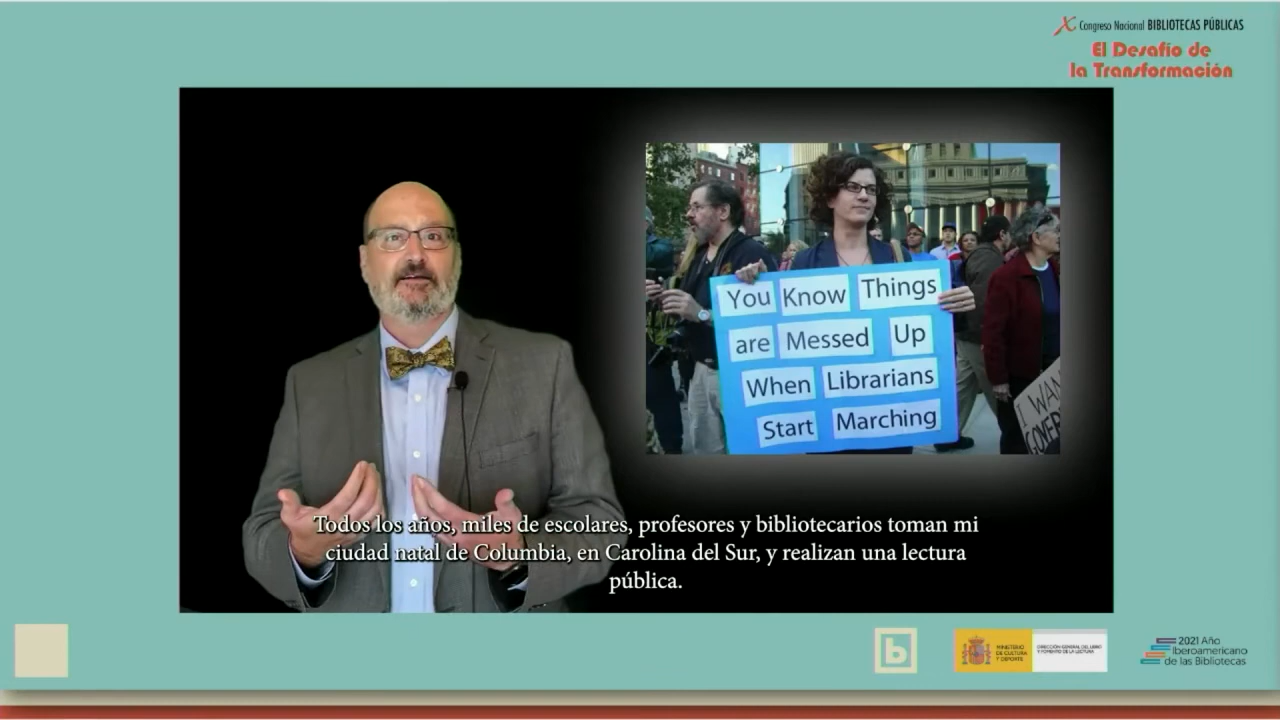 X Congreso Nacional BIBLIOTECAS PÚBLICAS
El Desafío de
la Transformación
You Know Things
are Messed Up
When Librarians
Start Marching
I WAN
GOVER
Todos los años, miles de escolares, profesores y bibliotecarios toman mi
ciudad natal de Columbia, en Carolina del Sur, y realizan una lectura
pública.
b
MINISTERIO
DE CULTURA
Y DEPORTE
DIRECCIÓN GENERAL DEL LIBRO
Y FOMENTO DE LA LECTURA
2021 Año
Iberoamericano
de las Bibliotecas